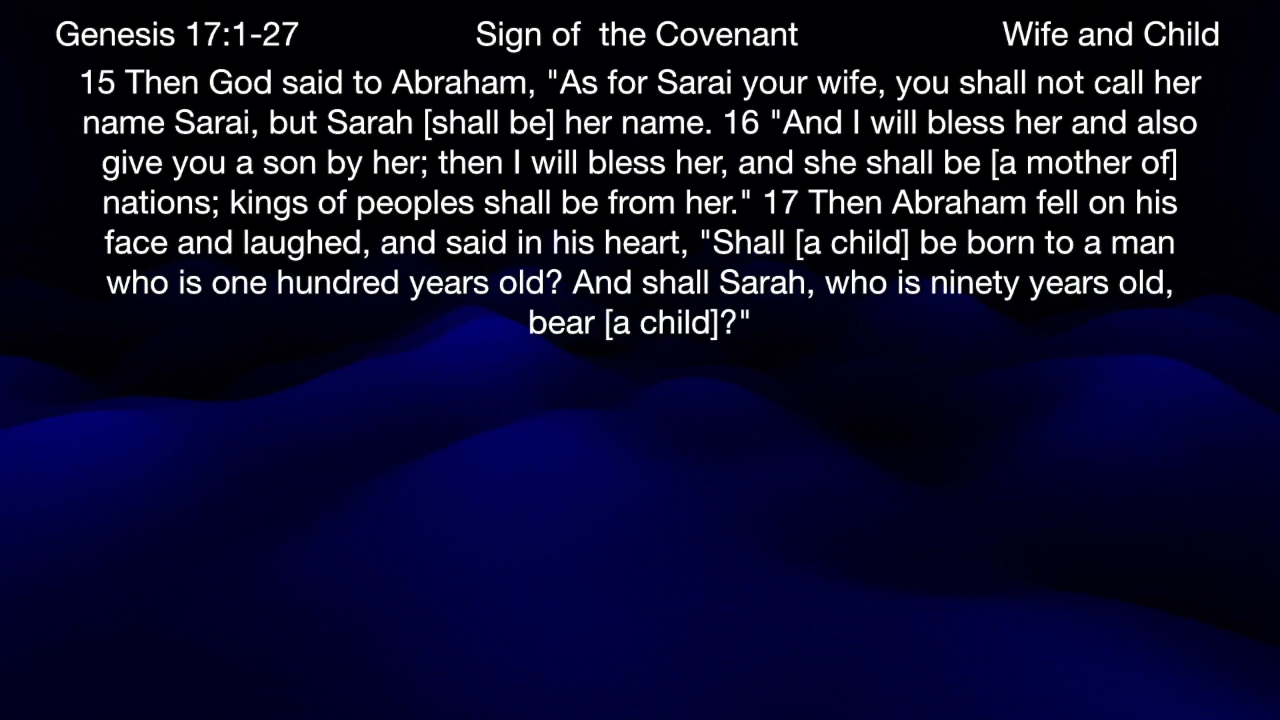 Genesis 17:1-27 Sign of  the Covenant Wife and Child
15 Then God said to Abraham, "As for Sarai your wife, you shall not call her
name Sarai, but Sarah [shall be] her name. 16 "And I will bless her and also
give you a son by her; then I will bless her, and she shall be [a mother of]
nations; kings of peoples shall be from her." 17 Then Abraham fell on his
face and laughed, and said in his heart, "Shall [a child] be born to a man
who is one hundred years old? And shall Sarah, who is ninety years old,
bear [a child]?"